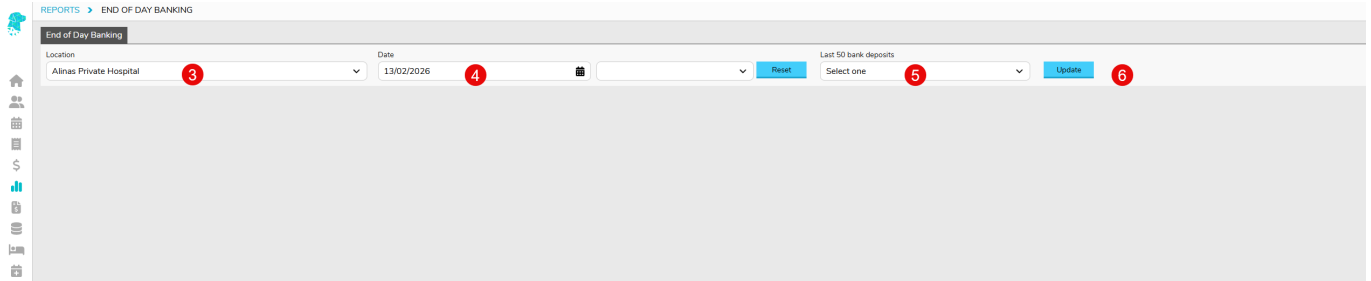 REPORTS > END OF DAY BANKING
End of Day Banking
Location Date Last 50 bank deposits
Alinas Private Hospital 3 13/02/2026 4 Reset Select one 5 Update 6